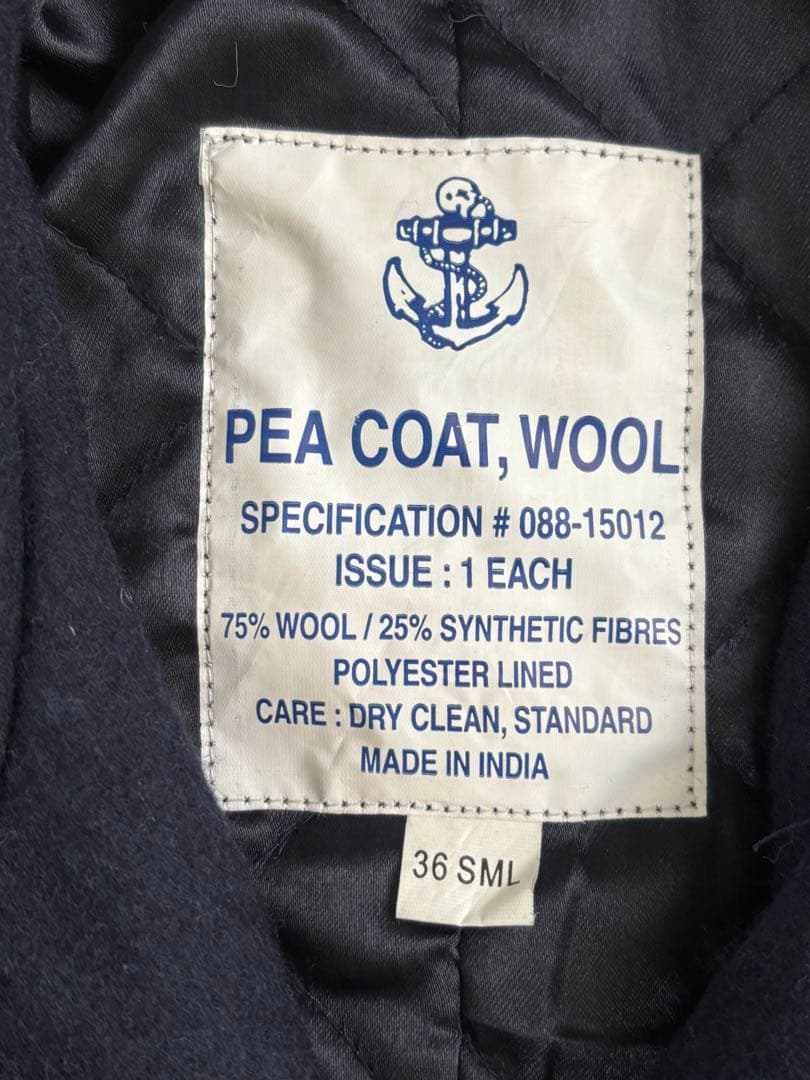 PEA COAT, WOOL
SPECIFICATION # 088-15012
ISSUE : 1 EACH
75% WOOL / 25% SYNTHETIC FIBRES
POLYESTER LINED
CARE : DRY CLEAN, STANDARD
MADE IN INDIA
36 SML